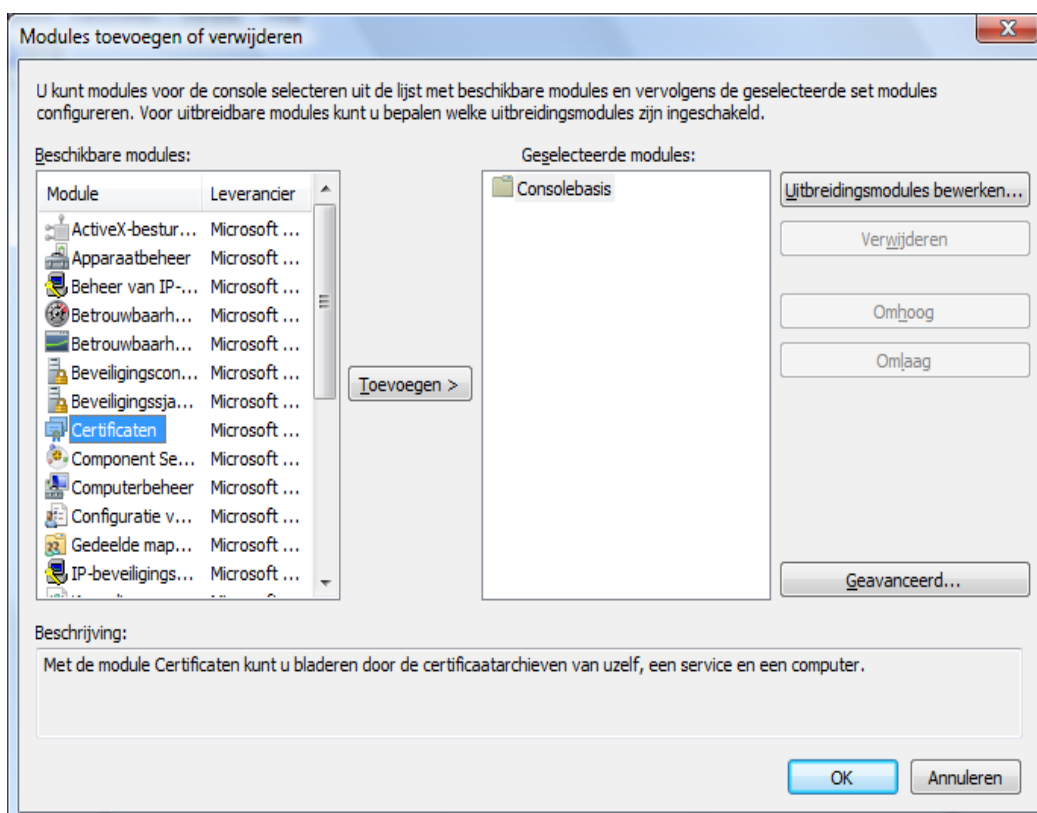 Modules toevoegen of verwijderen
U kunt modules voor de console selecteren uit de lijst met beschikbare modules en vervolgens de geselecteerde set modules
configureren. Voor uitbreidbare modules kunt u bepalen welke uitbreidingsmodules zijn ingeschakeld.
Beschikbare modules:
Module Leverancier
ActiveX-bestur... Microsoft ...
Apparaatbeheer Microsoft ...
Beheer van IP-... Microsoft ...
Betrouwbaarh... Microsoft ...
Betrouwbaarh... Microsoft ...
Beveiligingscon... Microsoft ...
Beveiligingssja... Microsoft ...
Certificaten Microsoft ...
Component Se... Microsoft ...
Computerbeheer Microsoft ...
Configuratie v... Microsoft ...
Gedeelde map... Microsoft ...
IP-beveiligings... Microsoft ...
Toevoegen >
Geselecteerde modules:
Consolebasis
Uitbreidingsmodules bewerken...
Verwijderen
Omhoog
Omlaag
Geavanceerd...
Beschrijving:
Met de module Certificaten kunt u bladeren door de certificaatarchieven van uzelf, een service en een computer.
OK
Annuleren